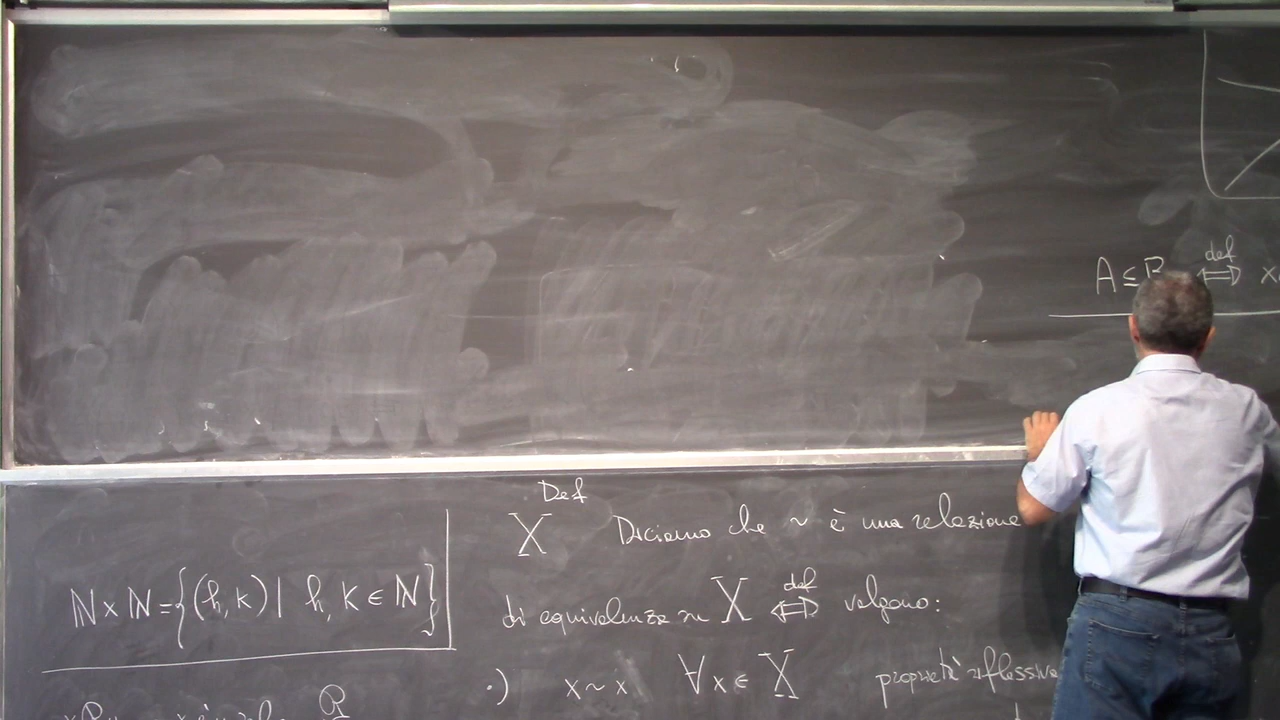 A ⊆ B ⇔ def x
Def
X Diciamo che ~ è una relazione
di equivalenza su X ⇔ def valgono:
·) x ~ x ∀ x ∈ X proprietà riflessiva
ℕ × ℕ = {(h, k) | h, k ∈ ℕ}